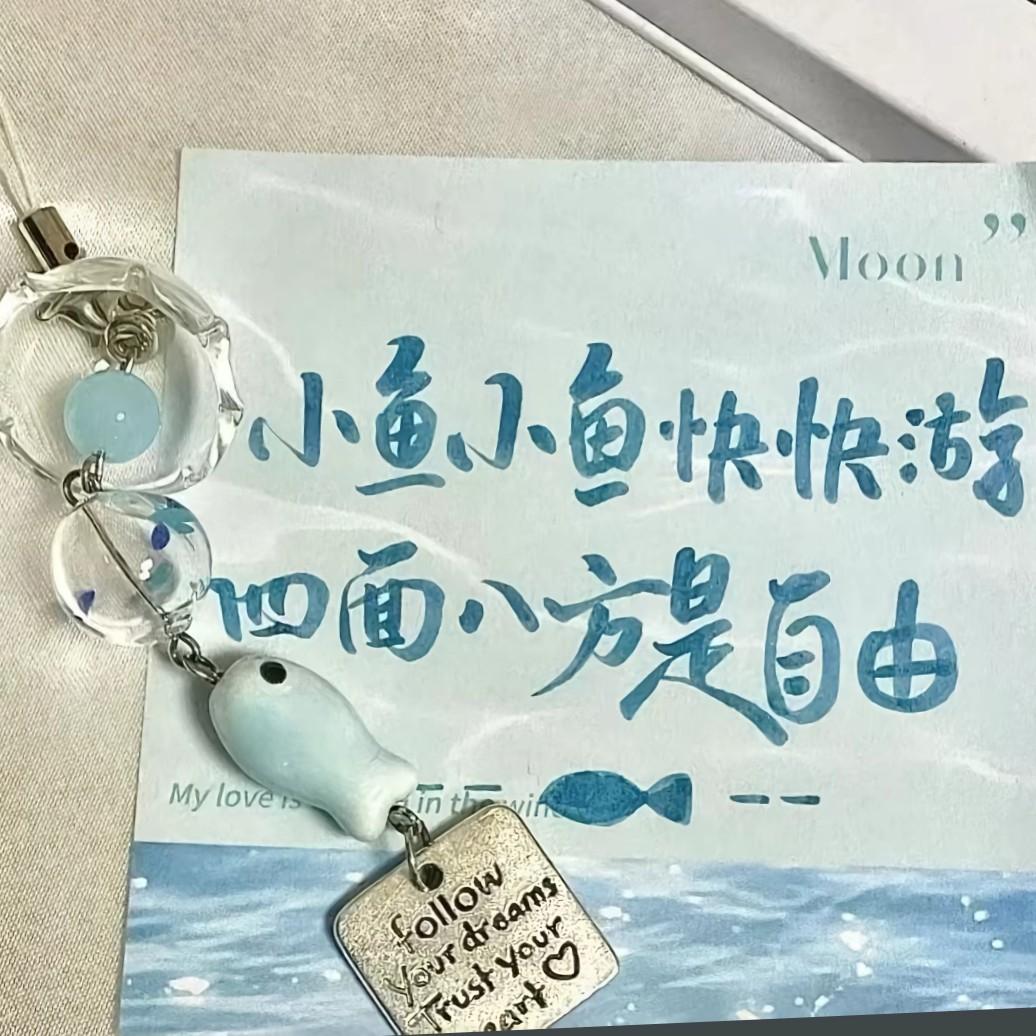 Moon”
小鱼小鱼快快游
四面八方是自由
My love is in the wind
follow
your dreams
Trust your